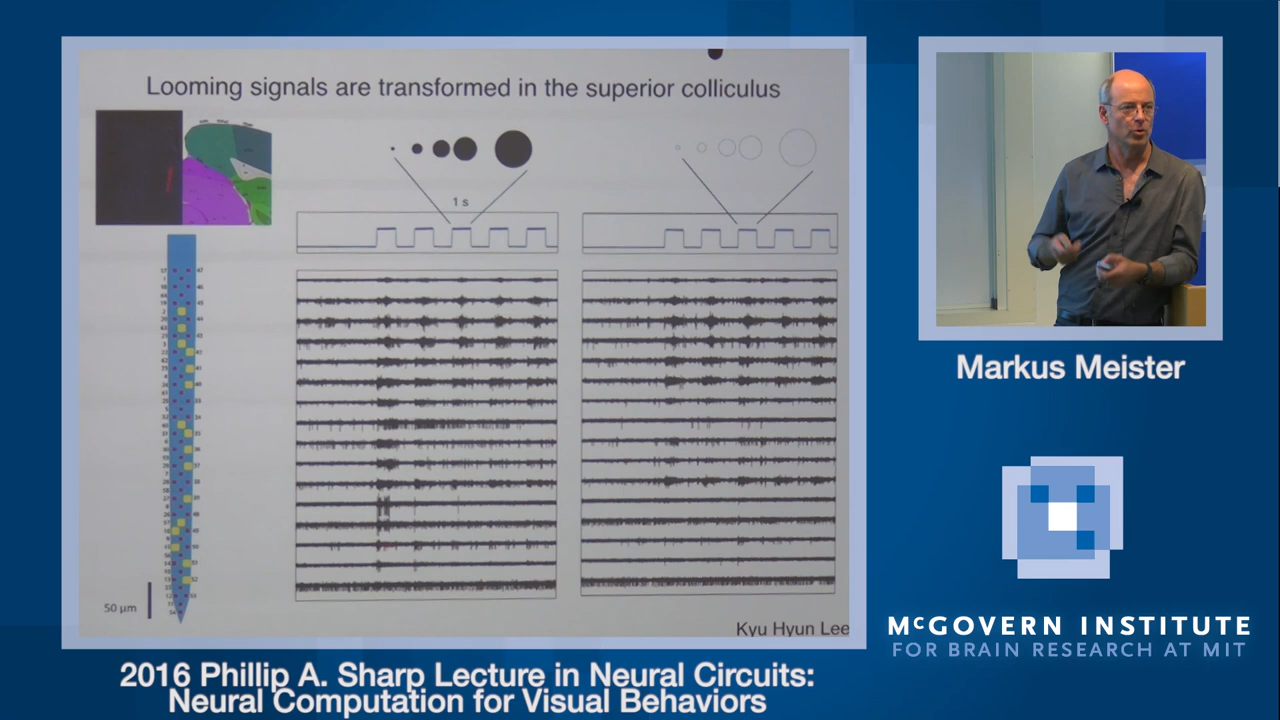 Looming signals are transformed in the superior colliculus
1 s
50 µm
Kyu Hyun Lee
Markus Meister
McGOVERN INSTITUTE
FOR BRAIN RESEARCH AT MIT
2016 Phillip A. Sharp Lecture in Neural Circuits:
Neural Computation for Visual Behaviors